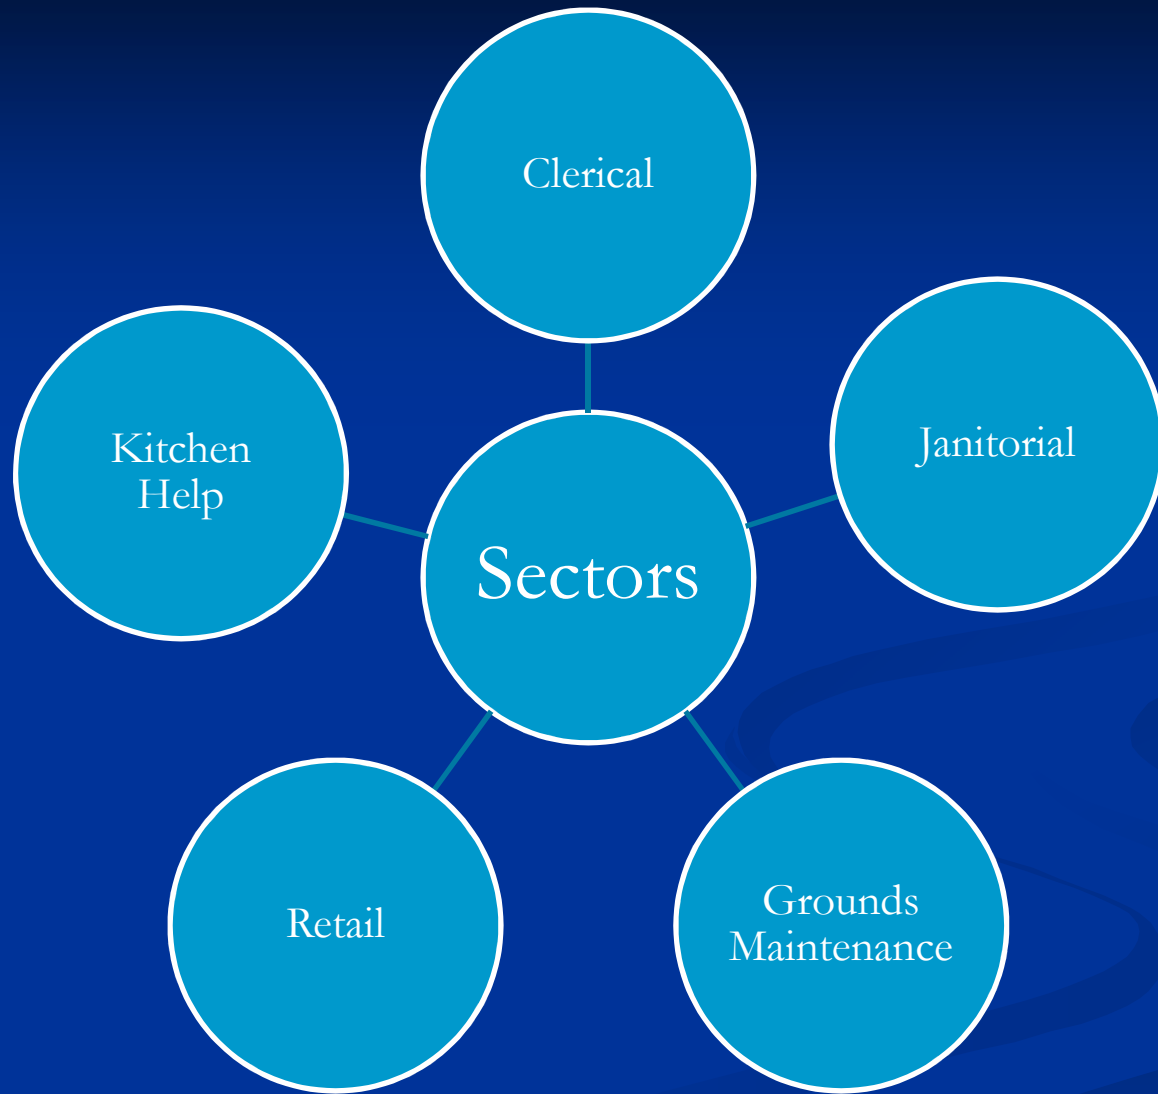 Clerical
Janitorial
Kitchen
Help
Sectors
Grounds
Maintenance
Retail